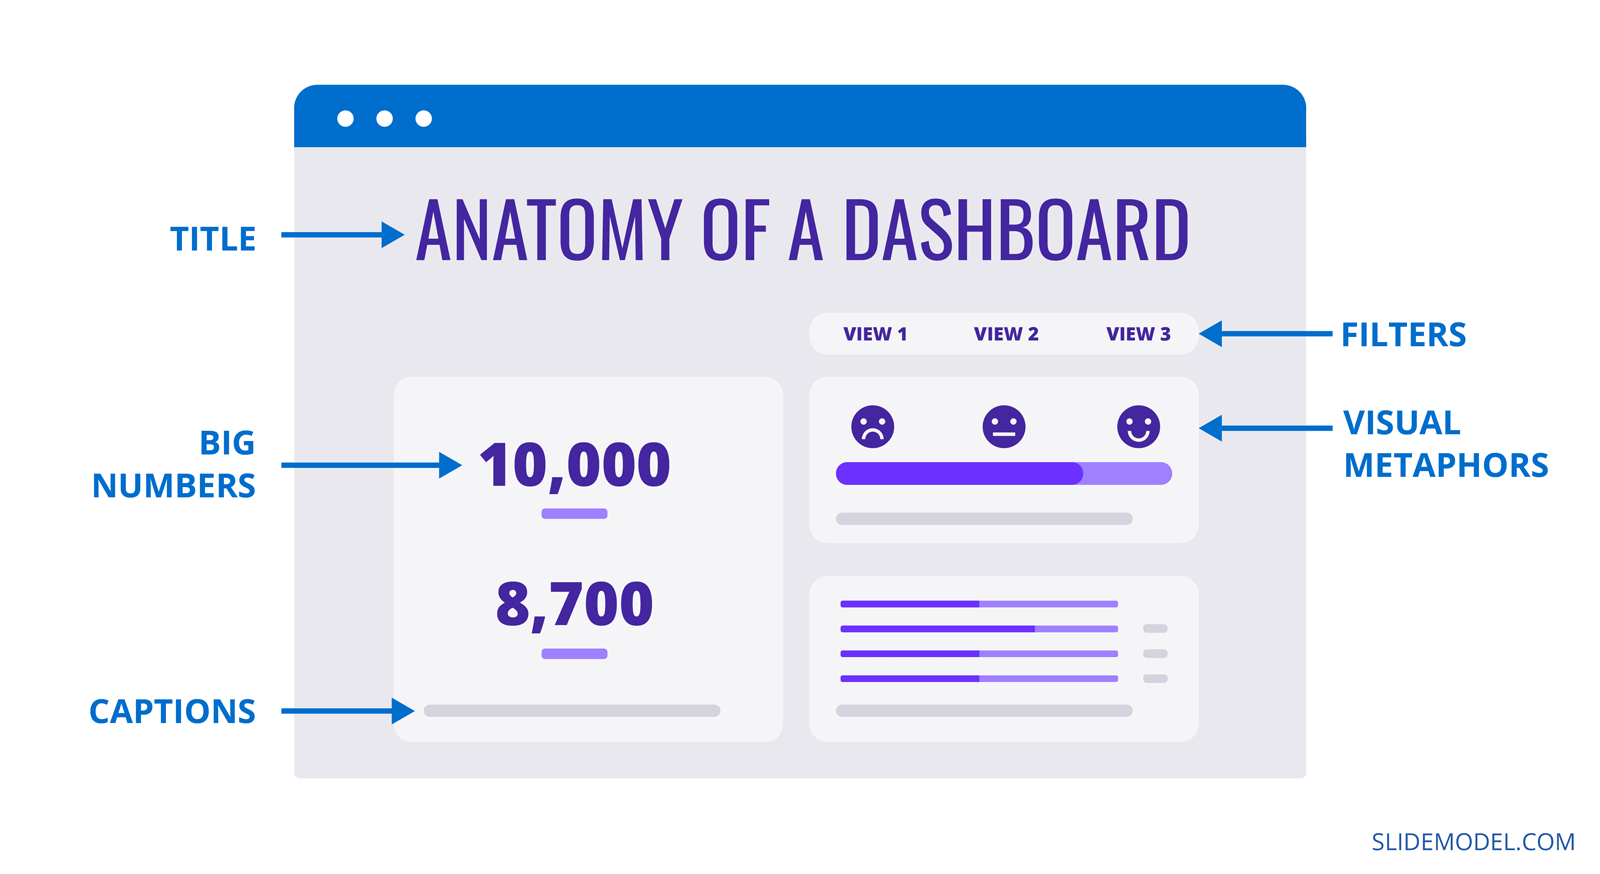 ANATOMY OF A DASHBOARD
TITLE
VIEW 1 VIEW 2 VIEW 3
FILTERS
BIG
NUMBERS
10,000
8,700
VISUAL
METAPHORS
CAPTIONS
SLIDEMODEL.COM